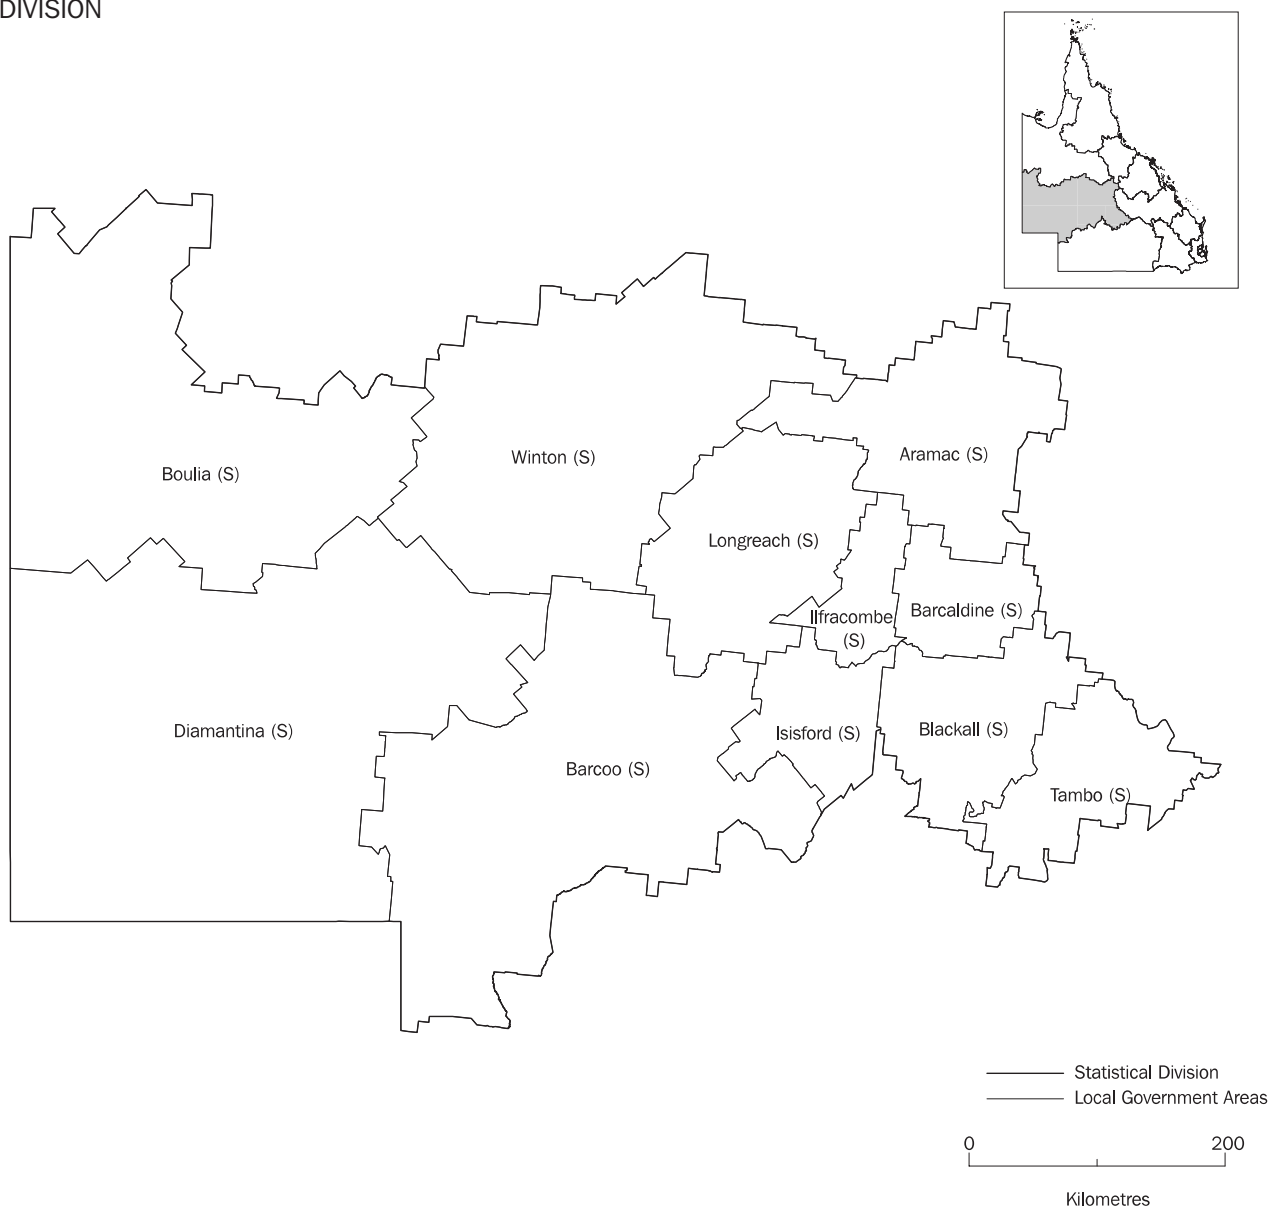 DIVISION
Boulia (S)
Winton (S)
Aramac (S)
Longreach (S)
Ilfracombe
(S)
Barcaldine (S)
Diamantina (S)
Barcoo (S)
Isisford (S)
Blackall (S)
Tambo (S)
Statistical Division
Local Government Areas
0 200
Kilometres